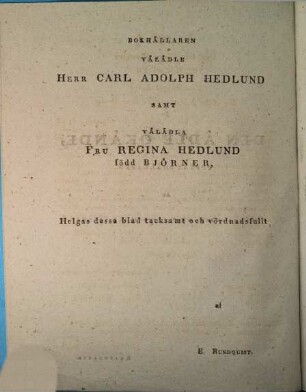 BOKHÅLLAREN
VÄLÄDLE
HERR CARL ADOLPH HEDLUND
SAMT
VÄLÄDLA
FRU REGINA HEDLUND
född BJÖRNER,
Helgas dessa blad tacksamt och vördnadsfullt
af
E. RUNDQUIST.